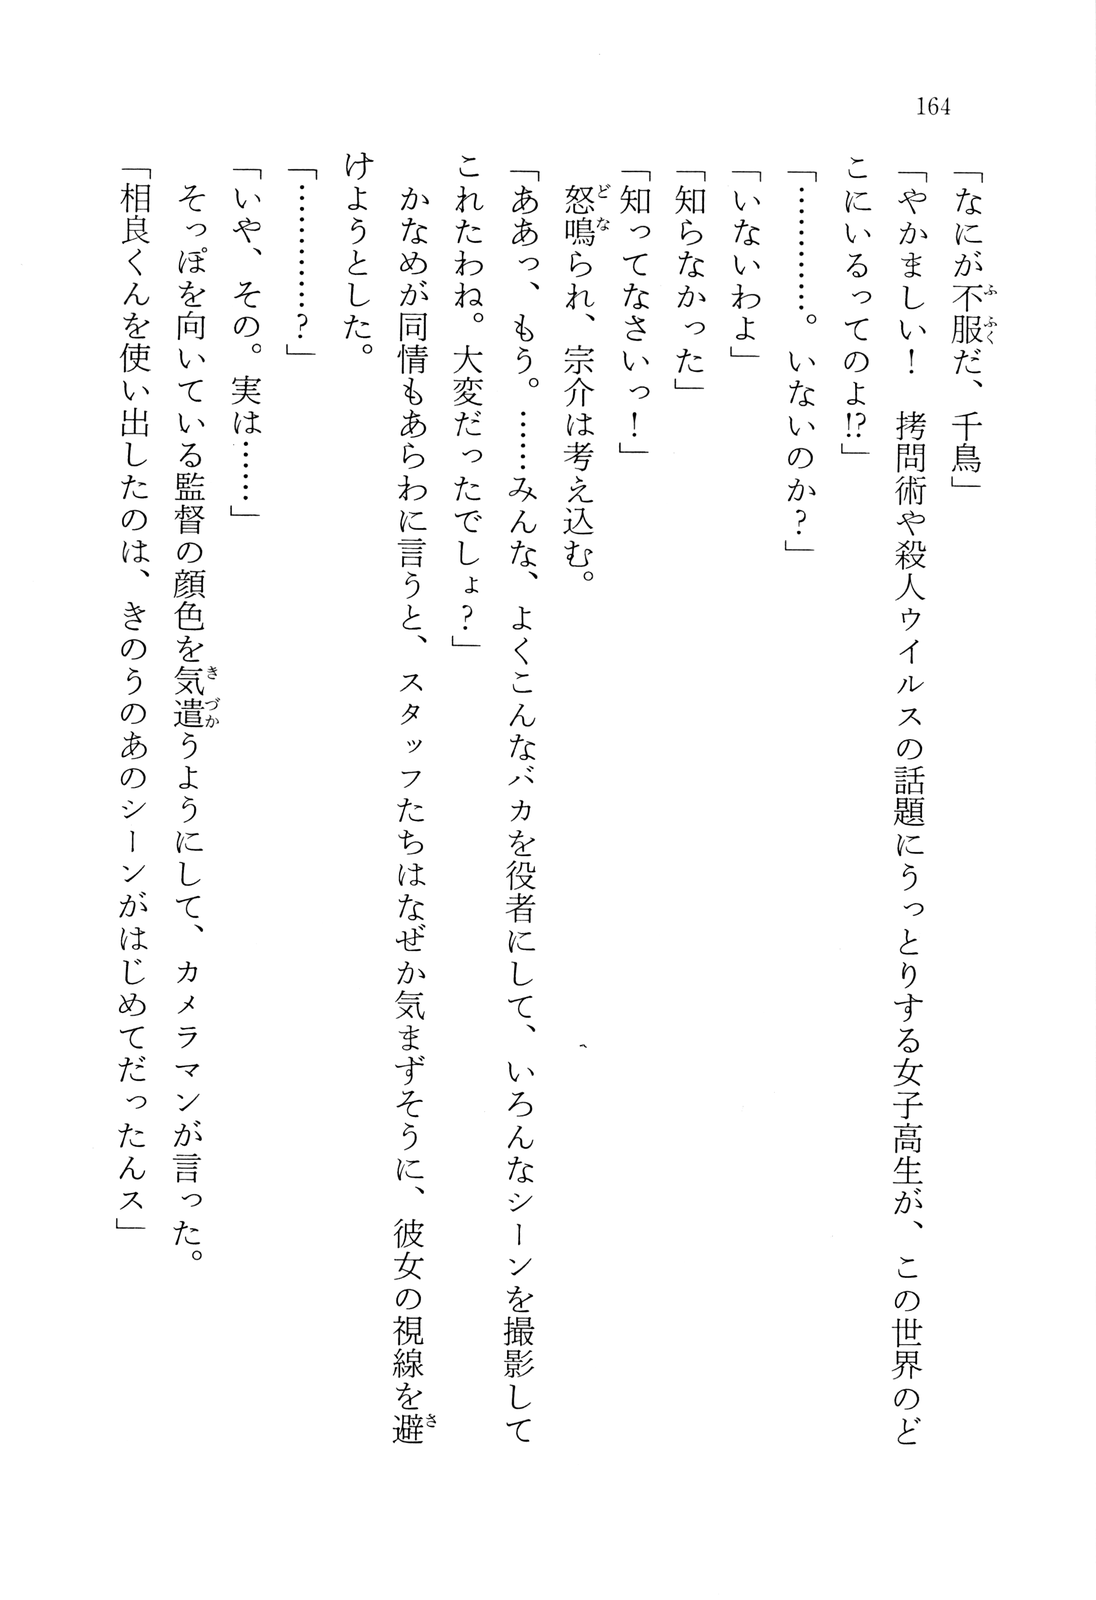 164
「なにが不服だ、千鳥」
「やかましい！　拷問術や殺人ウイルスの話題にうっとりする女子高生が、この世界のど
こにいるってのよ!?」
「…………。いないのか？」
「いないわよ」
「知らなかった」
「知ってなさいっ！」
　怒鳴られ、宗介は考え込む。
「ああっ、もう。……みんな、よくこんなバカを役者にして、いろんなシーンを撮影して
これたわね。大変だったでしょ？」
　かなめが同情もあらわに言うと、スタッフたちはなぜか気まずそうに、彼女の視線を避
けようとした。
「…………？」
「いや、その。実は……」
　そっぽを向いている監督の顔色を気遣うようにして、カメラマンが言った。
「相良くんを使い出したのは、きのうのあのシーンがはじめてだったんス」